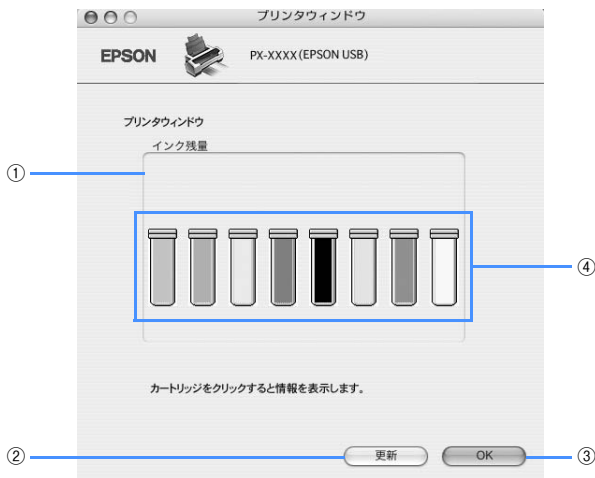 プリンタウィンドウ
EPSON
PX-XXXX(EPSON USB)
プリンタウィンドウ
インク残量
①
④
カートリッジをクリックすると情報を表示します。
②
更新
OK
③